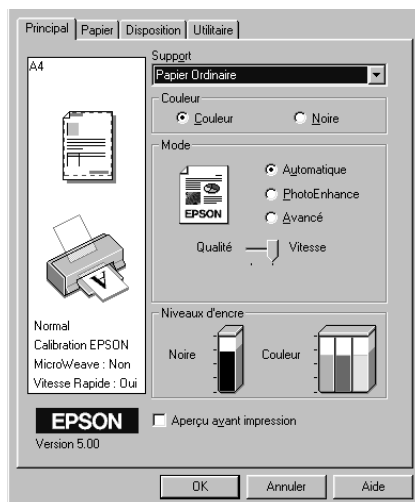 Principal Papier Disposition Utilitaire
A4
Support
Papier Ordinaire
Couleur
Couleur Noire
Mode
EPSON
Automatique
PhotoEnhance
Avancé
Qualité Vitesse
Normal
Calibration EPSON
MicroWeave : Non
Vitesse Rapide : Oui
Niveaux d'encre
Noire Couleur
EPSON
Version 5.00
Aperçu avant impression
OK Annuler Aide